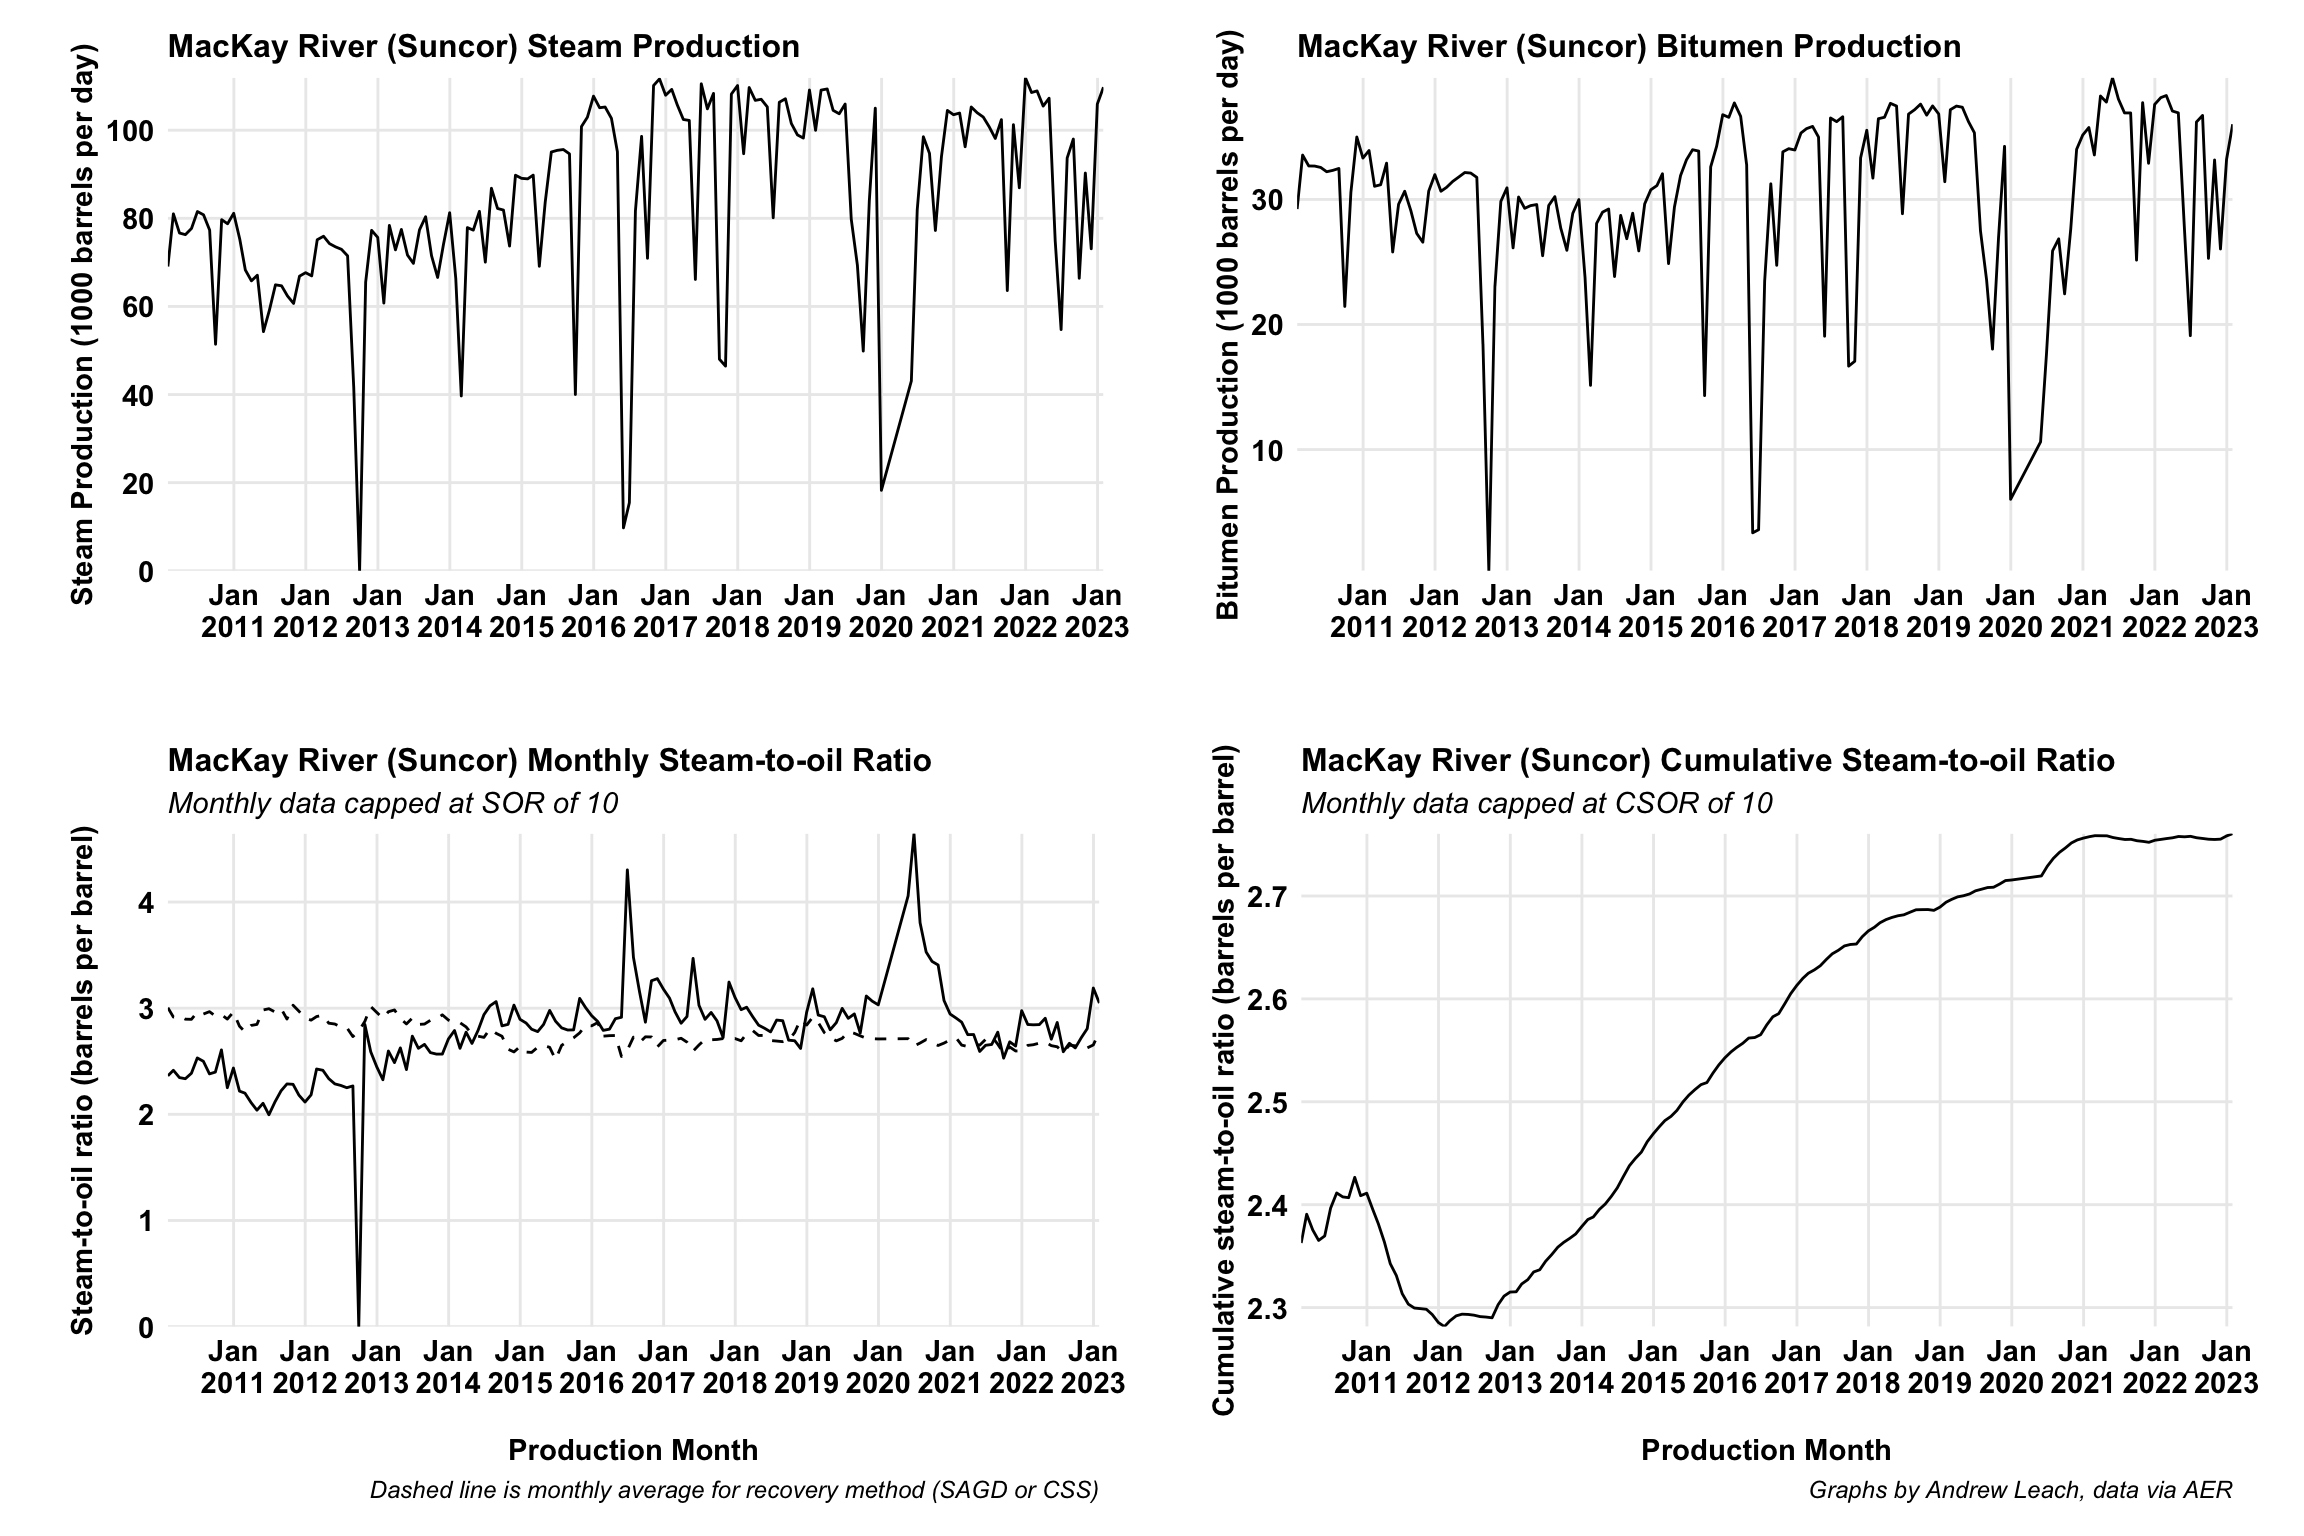 MacKay River (Suncor) Steam Production
Steam Production (1000 barrels per day)
100
80
60
40
20
0
Jan Jan Jan Jan Jan Jan Jan Jan Jan Jan Jan Jan Jan
2011 2012 2013 2014 2015 2016 2017 2018 2019 2020 2021 2022 2023
MacKay River (Suncor) Bitumen Production
Bitumen Production (1000 barrels per day)
30
20
10
Jan Jan Jan Jan Jan Jan Jan Jan Jan Jan Jan Jan Jan
2011 2012 2013 2014 2015 2016 2017 2018 2019 2020 2021 2022 2023
MacKay River (Suncor) Monthly Steam-to-oil Ratio
Monthly data capped at SOR of 10
Steam-to-oil ratio (barrels per barrel)
4
3
2
1
0
Jan Jan Jan Jan Jan Jan Jan Jan Jan Jan Jan Jan Jan
2011 2012 2013 2014 2015 2016 2017 2018 2019 2020 2021 2022 2023
Production Month
Dashed line is monthly average for recovery method (SAGD or CSS)
MacKay River (Suncor) Cumulative Steam-to-oil Ratio
Monthly data capped at CSOR of 10
Cumulative steam-to-oil ratio (barrels per barrel)
2.7
2.6
2.5
2.4
2.3
Jan Jan Jan Jan Jan Jan Jan Jan Jan Jan Jan Jan Jan
2011 2012 2013 2014 2015 2016 2017 2018 2019 2020 2021 2022 2023
Production Month
Graphs by Andrew Leach, data via AER